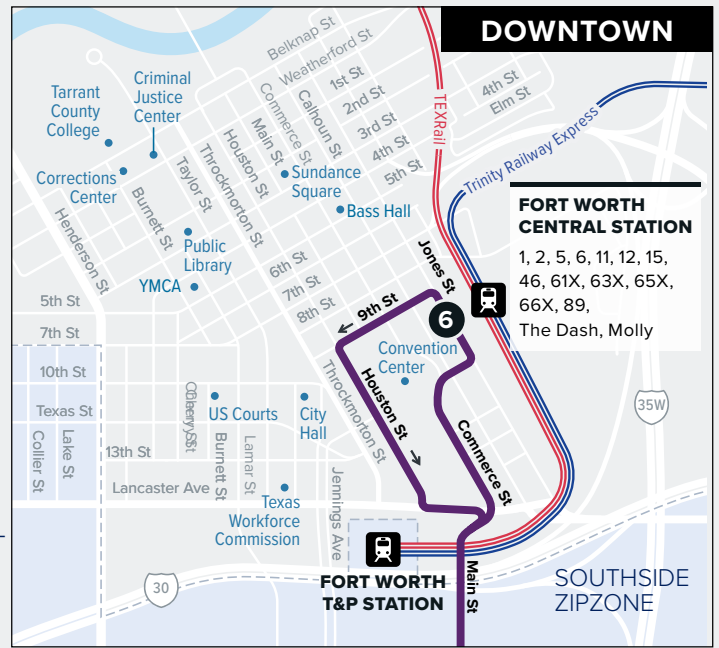 DOWNTOWN
Belknap St
Weatherford St
1st St
2nd St
3rd St
4th St
5th St
4th St
Elm St
Commerce St
Calhoun St
Main St
Houston St
Throckmorton St
Taylor St
Burnett St
Henderson St
Tarrant
County
College
Criminal
Justice
Center
Corrections
Center
Sundance
Square
Bass Hall
Public
Library
YMCA
TEXRail
Trinity Railway Express
FORT WORTH
CENTRAL STATION
1, 2, 5, 6, 11, 12, 15,
46, 61X, 63X, 65X,
66X, 89,
The Dash, Molly
Jones St
6th St
7th St
8th St
9th St
6
Convention
Center
5th St
7th St
10th St
Texas St
13th St
Lancaster Ave
Collier St
Lake St
Cherry St
Burnett St
Lamar St
US Courts
City
Hall
Throckmorton St
Houston St
Commerce St
35W
Texas
Workforce
Commission
Jennings Ave
30
FORT WORTH
T&P STATION
Main St
SOUTHSIDE
ZIPZONE